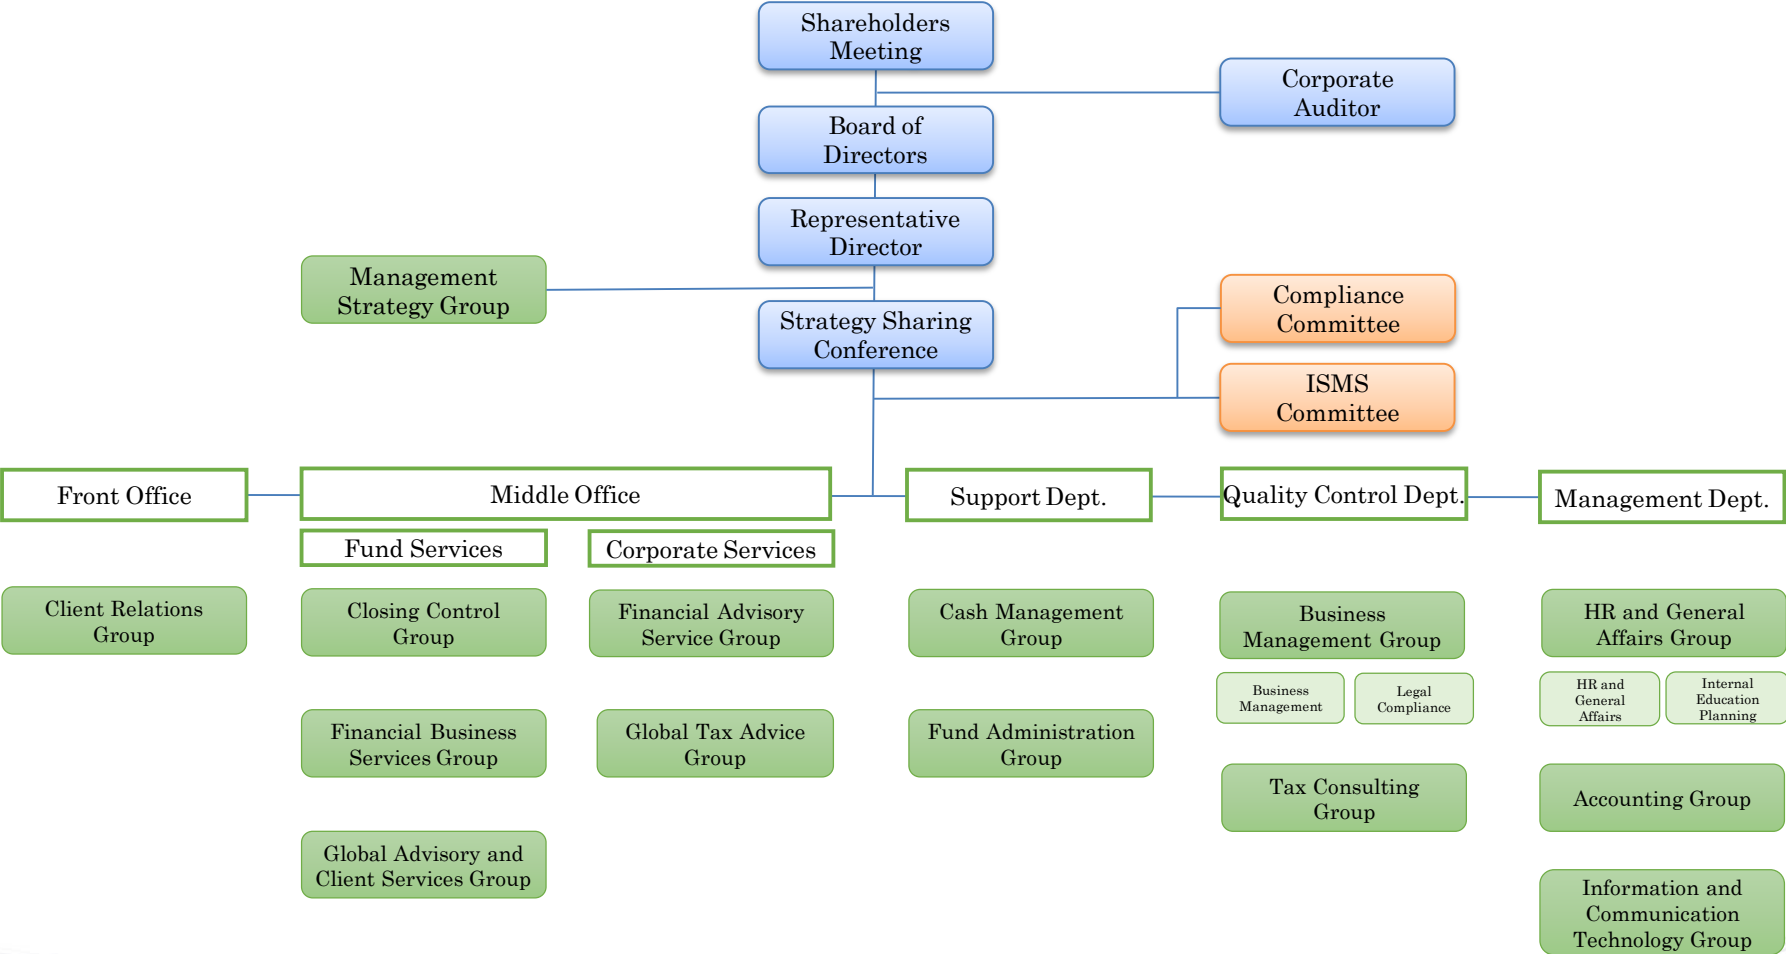 Shareholders
Meeting
Corporate
Auditor
Board of
Directors
Representative
Director
Management
Strategy Group
Compliance
Committee
Strategy Sharing
Conference
ISMS
Committee
Front Office
Middle Office
Support Dept.
Quality Control Dept.
Management Dept.
Fund Services
Corporate Services
Client Relations
Group
Closing Control
Group
Financial Advisory
Service Group
Cash Management
Group
Business
Management Group
HR and General
Affairs Group
Business
Management
Legal
Compliance
HR and
General
Affairs
Internal
Education
Planning
Financial Business
Services Group
Global Tax Advice
Group
Fund Administration
Group
Tax Consulting
Group
Accounting Group
Global Advisory and
Client Services Group
Information and
Communication
Technology Group